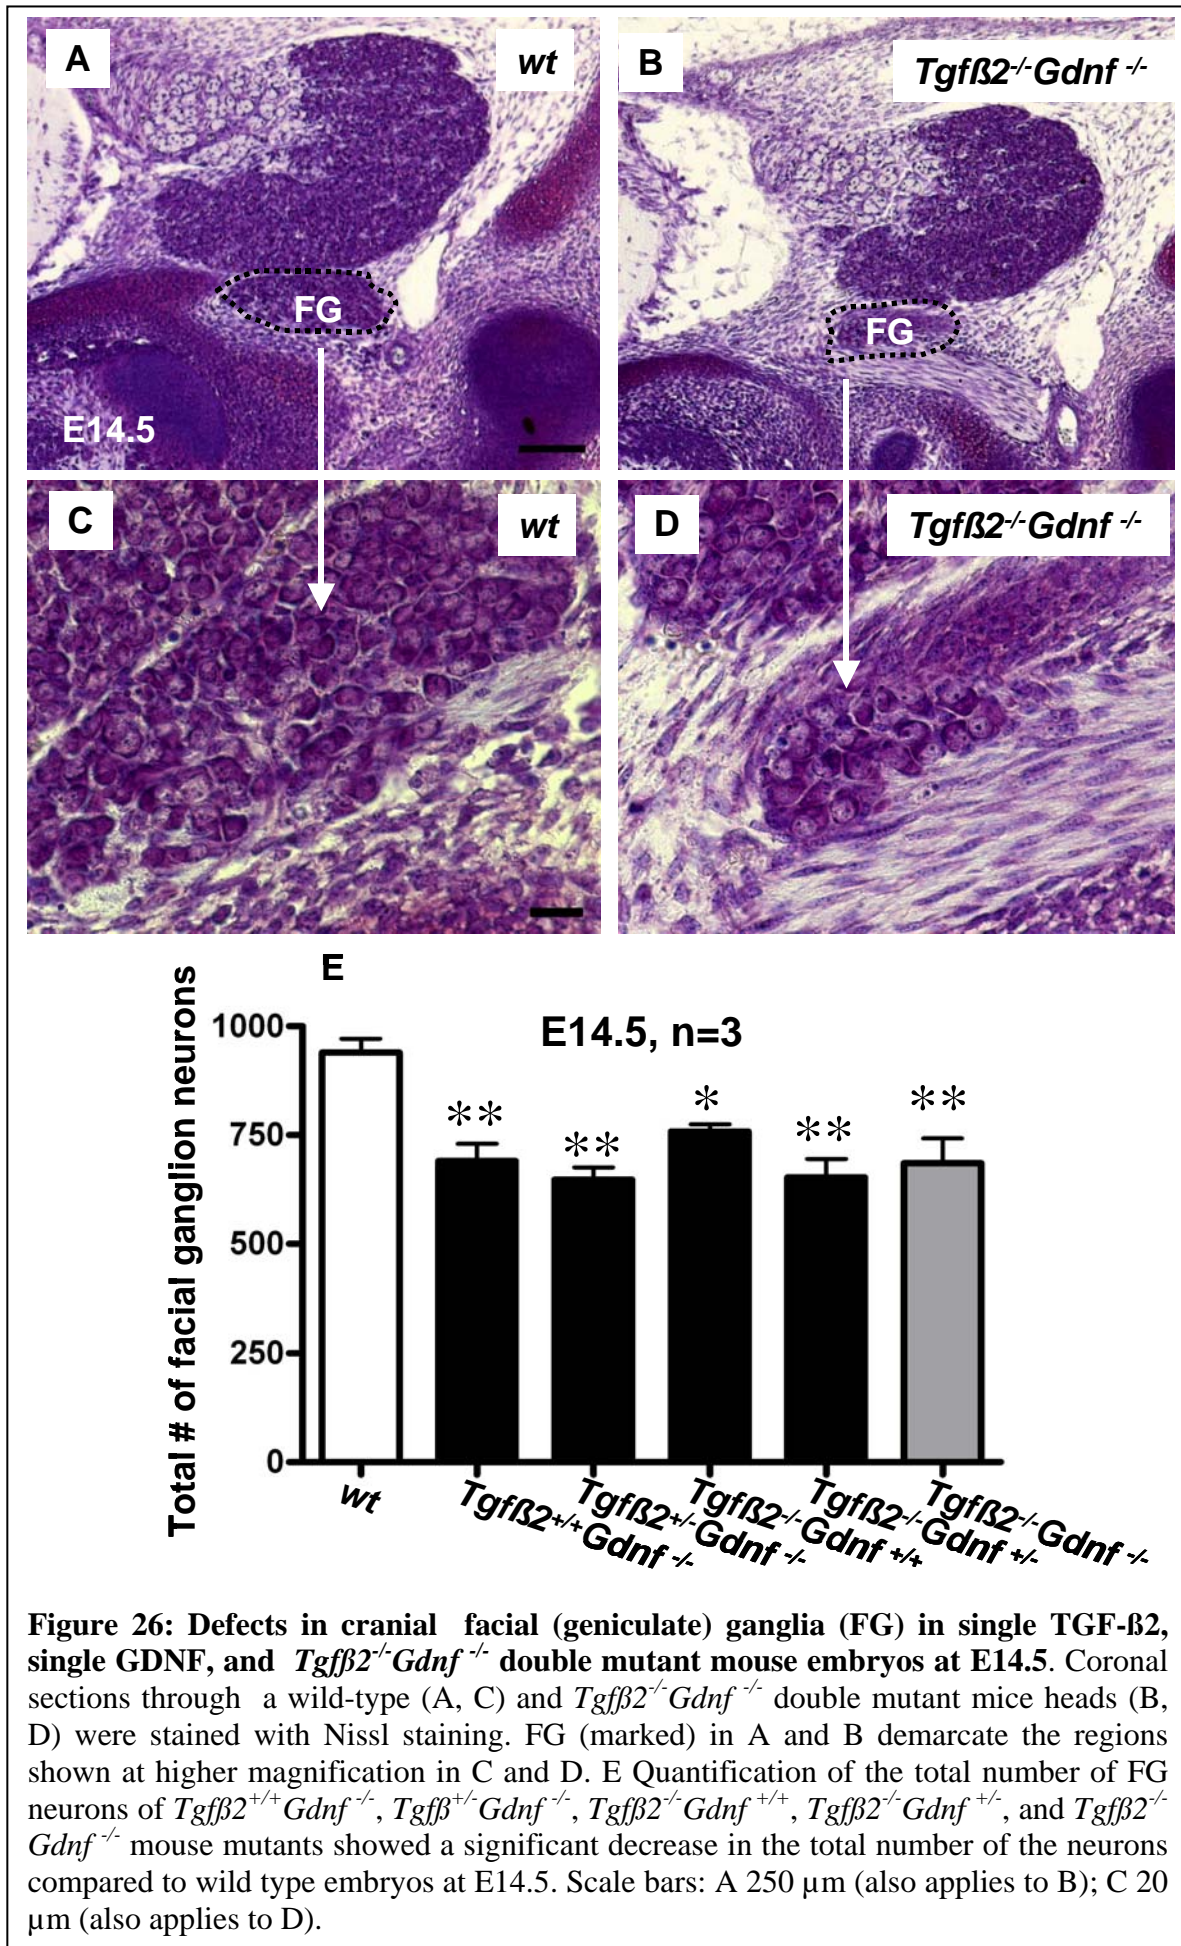 A
wt
B
Tgfß2-/-Gdnf -/-
FG
FG
E14.5
C
wt
D
Tgfß2-/-Gdnf -/-
E
E14.5, n=3
Total # of facial ganglion neurons
1000
750
500
250
0
**
**
*
**
**
wt
Tgfß2+/+Gdnf -/-
Tgfß2+/-Gdnf -/-
Tgfß2-/-Gdnf +/+
Tgfß2-/-Gdnf +/-
Tgfß2-/-Gdnf -/-
Figure 26: Defects in cranial facial (geniculate) ganglia (FG) in single TGF-ß2,
single GDNF, and Tgfβ2-/-Gdnf -/- double mutant mouse embryos at E14.5. Coronal
sections through a wild-type (A, C) and Tgfβ2-/-Gdnf -/- double mutant mice heads (B,
D) were stained with Nissl staining. FG (marked) in A and B demarcate the regions
shown at higher magnification in C and D. E Quantification of the total number of FG
neurons of Tgfβ2+/+Gdnf -/-, Tgfβ+/-Gdnf -/-, Tgfβ2-/-Gdnf +/+, Tgfβ2-/-Gdnf +/-, and Tgfβ2-/-
Gdnf -/- mouse mutants showed a significant decrease in the total number of the neurons
compared to wild type embryos at E14.5. Scale bars: A 250 µm (also applies to B); C 20
µm (also applies to D).